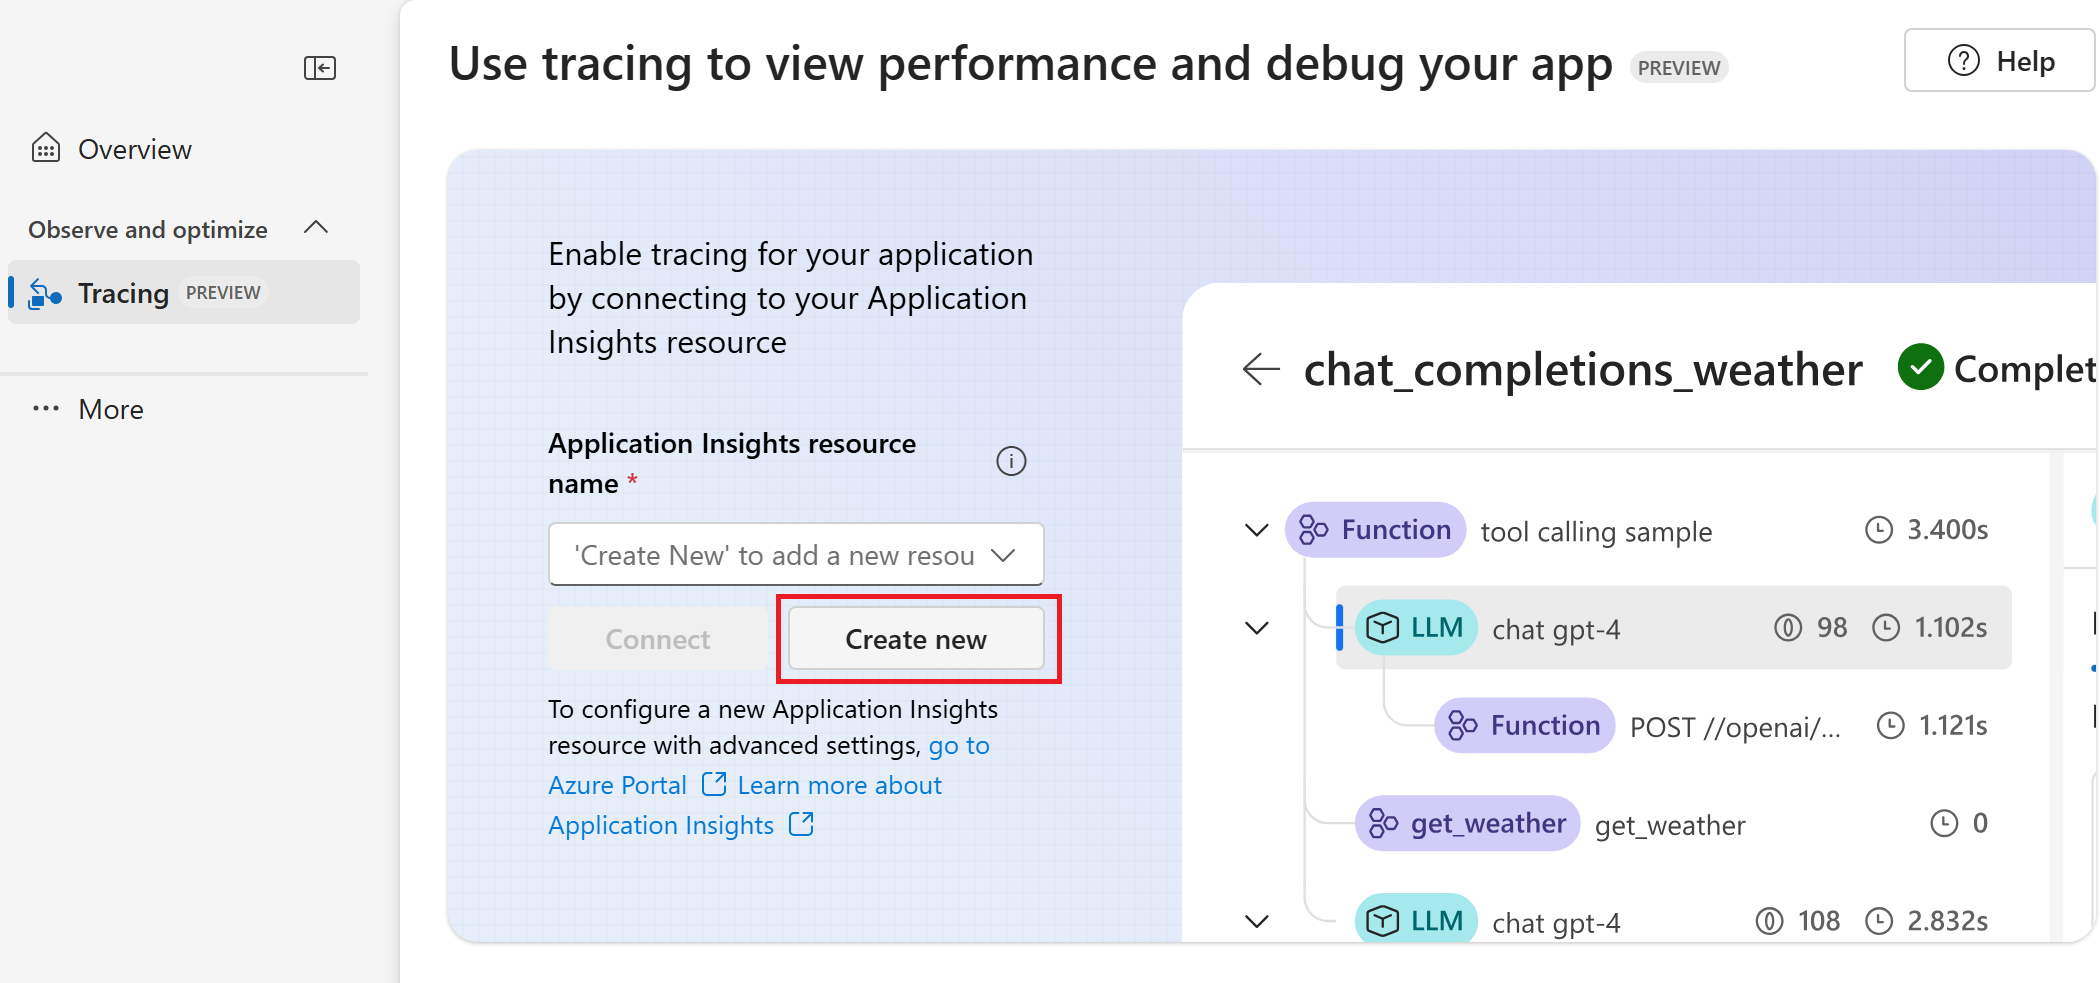 Use tracing to view performance and debug your app PREVIEW
Help
Overview
Observe and optimize
Tracing PREVIEW
More
Enable tracing for your application
by connecting to your Application
Insights resource
Application Insights resource
name *
'Create New' to add a new resou
Connect
Create new
To configure a new Application Insights
resource with advanced settings, go to
Azure Portal Learn more about
Application Insights
chat_completions_weather Complet
Function tool calling sample 3.400s
LLM chat gpt-4 98 1.102s
Function POST //openai/... 1.121s
get_weather get_weather 0
LLM chat gpt-4 108 2.832s